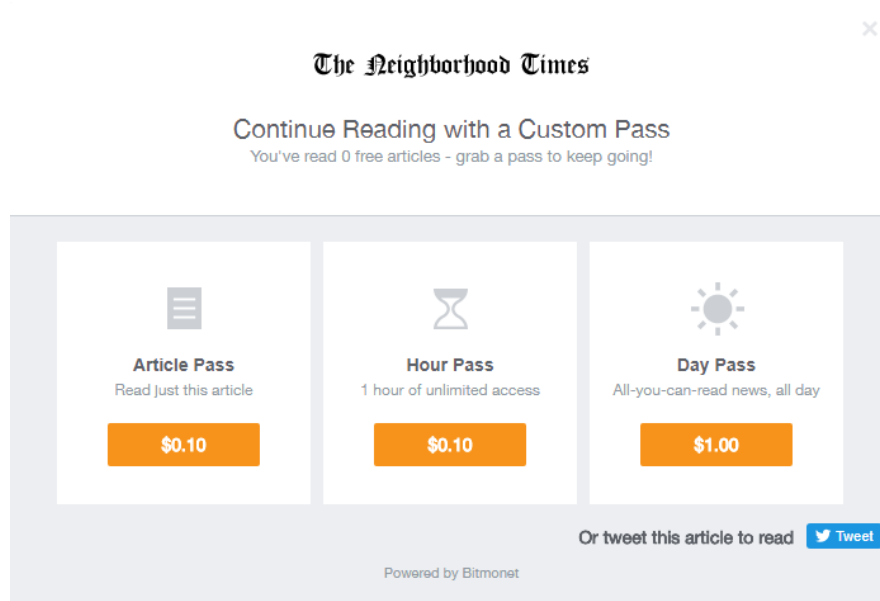 The Neighborhood Times
Continue Reading with a Custom Pass
You've read 0 free articles - grab a pass to keep going!
Article Pass
Read just this article
$0.10
Hour Pass
1 hour of unlimited access
$0.10
Day Pass
All-you-can-read news, all day
$1.00
Or tweet this article to read
Tweet
Powered by Bitmonet